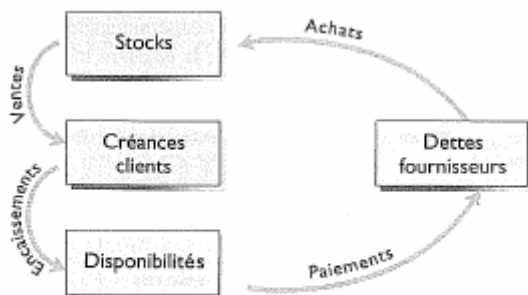 Stocks
Achats
Ventes
Créances
clients
Dettes
fournisseurs
Encaissements
Disponibilités
Paiements